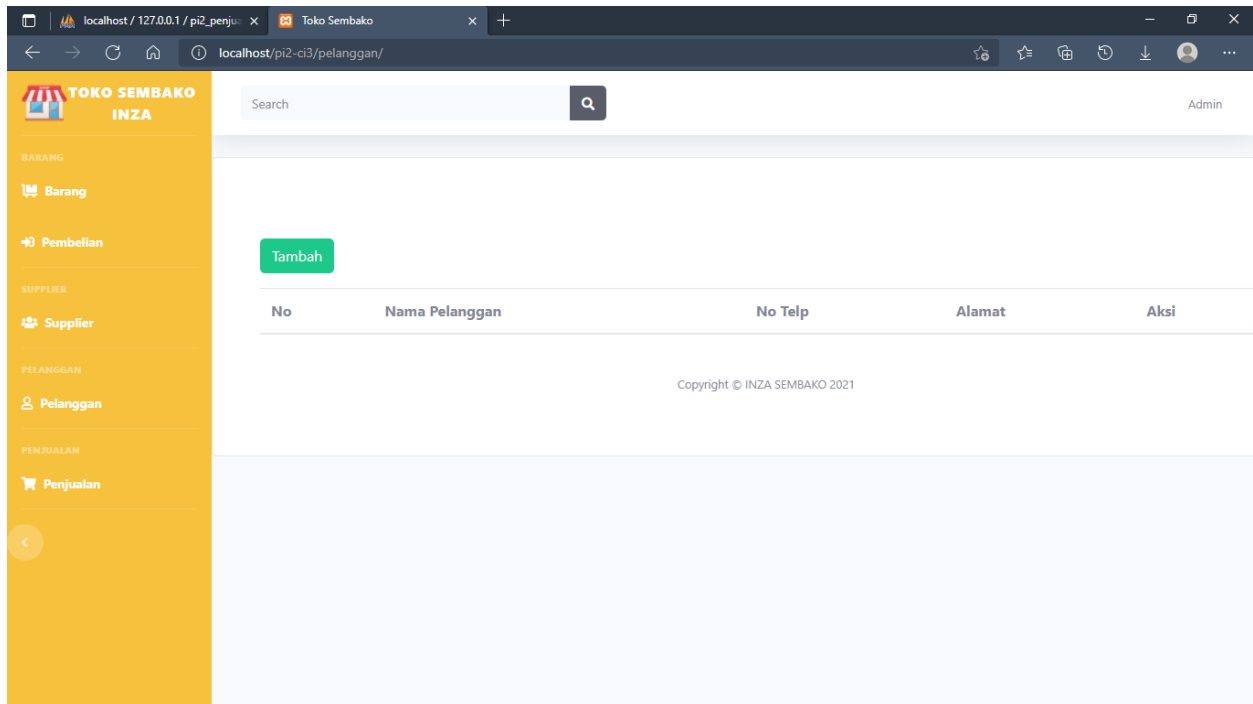 localhost / 127.0.0.1 / pi2_penjua
Toko Sembako
localhost/pi2-ci3/pelanggan/
TOKO SEMBAKO
INZA
Search
Admin
BARANG
Barang
Pembelian
SUPPLIER
Supplier
PELANGGAN
Pelanggan
PENJUALAN
Penjualan
Tambah
No Nama Pelanggan No Telp Alamat Aksi
Copyright © INZA SEMBAKO 2021